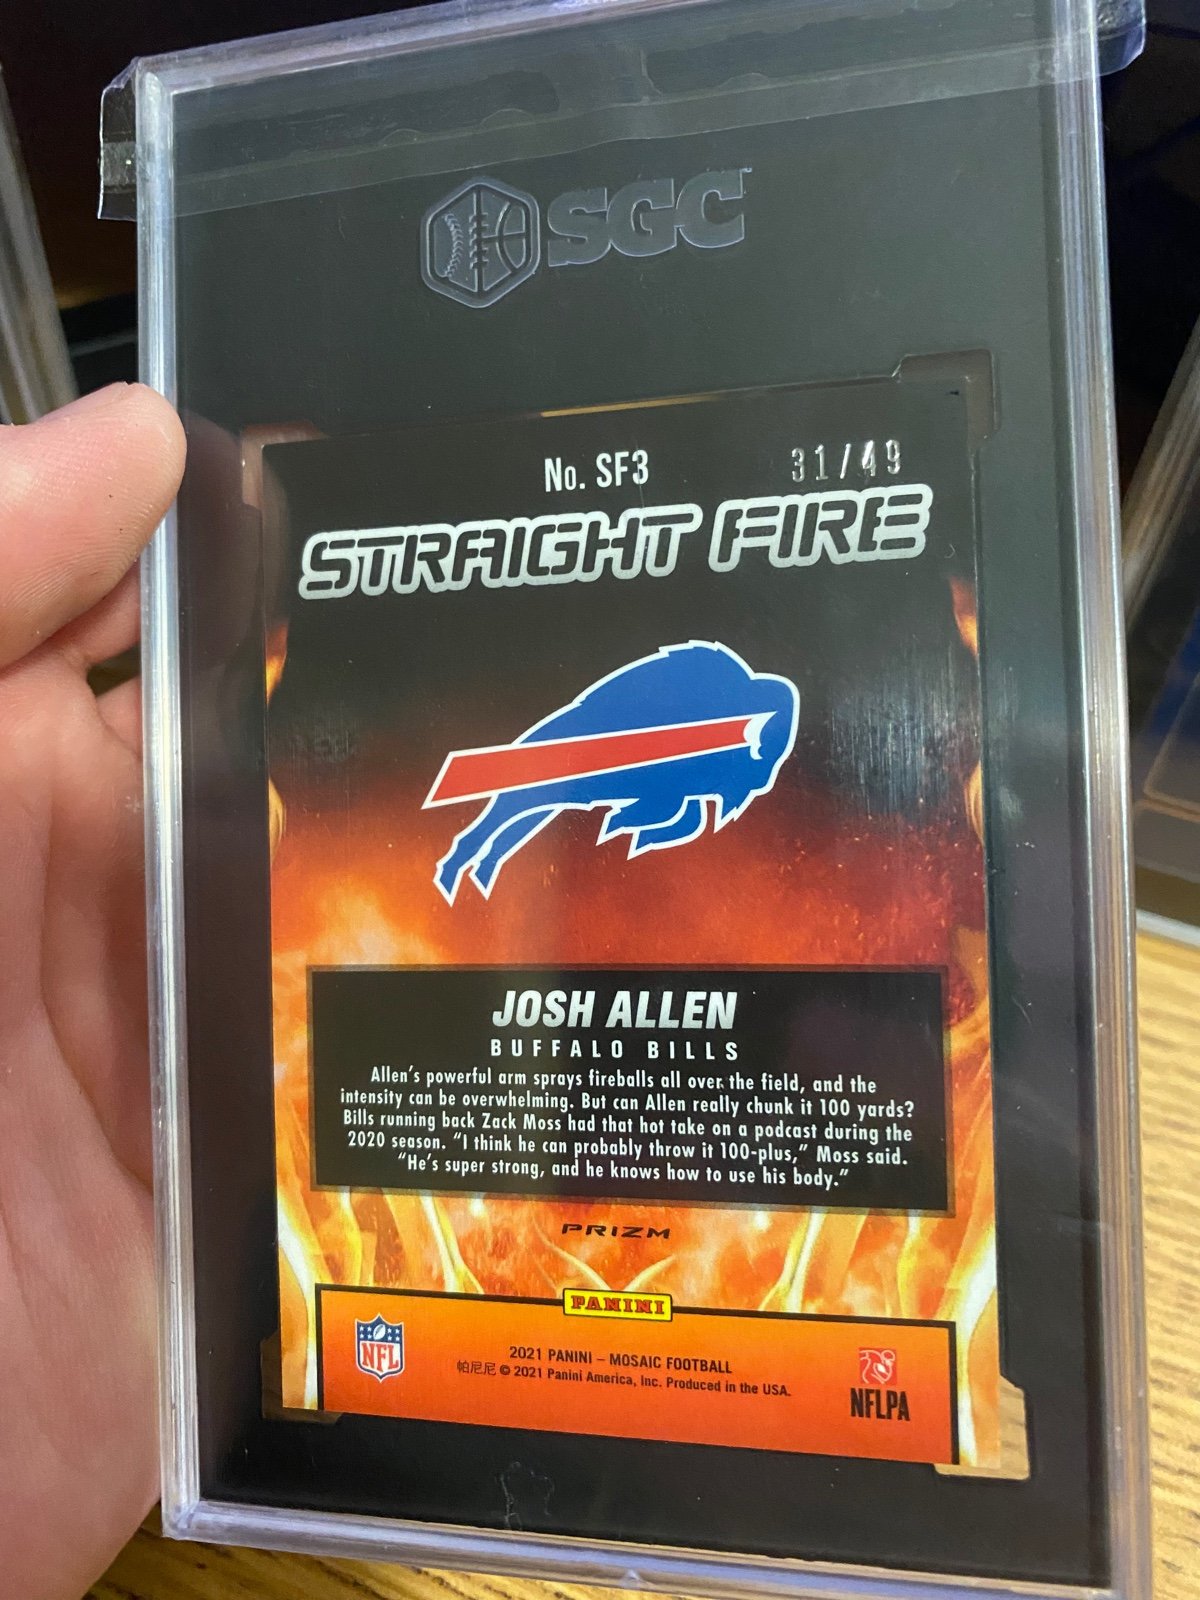 SGC
No. SF3
31/49
STRAIGHT FIRE
JOSH ALLEN
BUFFALO BILLS
Allen's powerful arm sprays fireballs all over the field, and the
intensity can be overwhelming. But can Allen really chunk it 100 yards?
Bills running back Zack Moss had that hot take on a podcast during the
2020 season. “I think he can probably throw it 100-plus,” Moss said.
“He's super strong, and he knows how to use his body.”
PRIZM
PANINI
NFL
2021 PANINI – MOSAIC FOOTBALL
帕尼尼 © 2021 Panini America, Inc. Produced in the USA.
NFLPA